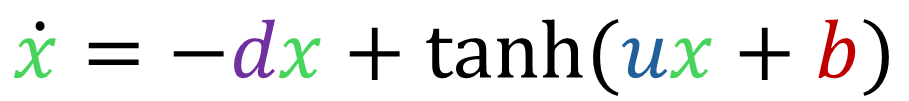 ẋ = −dx + tanh(ux + b)